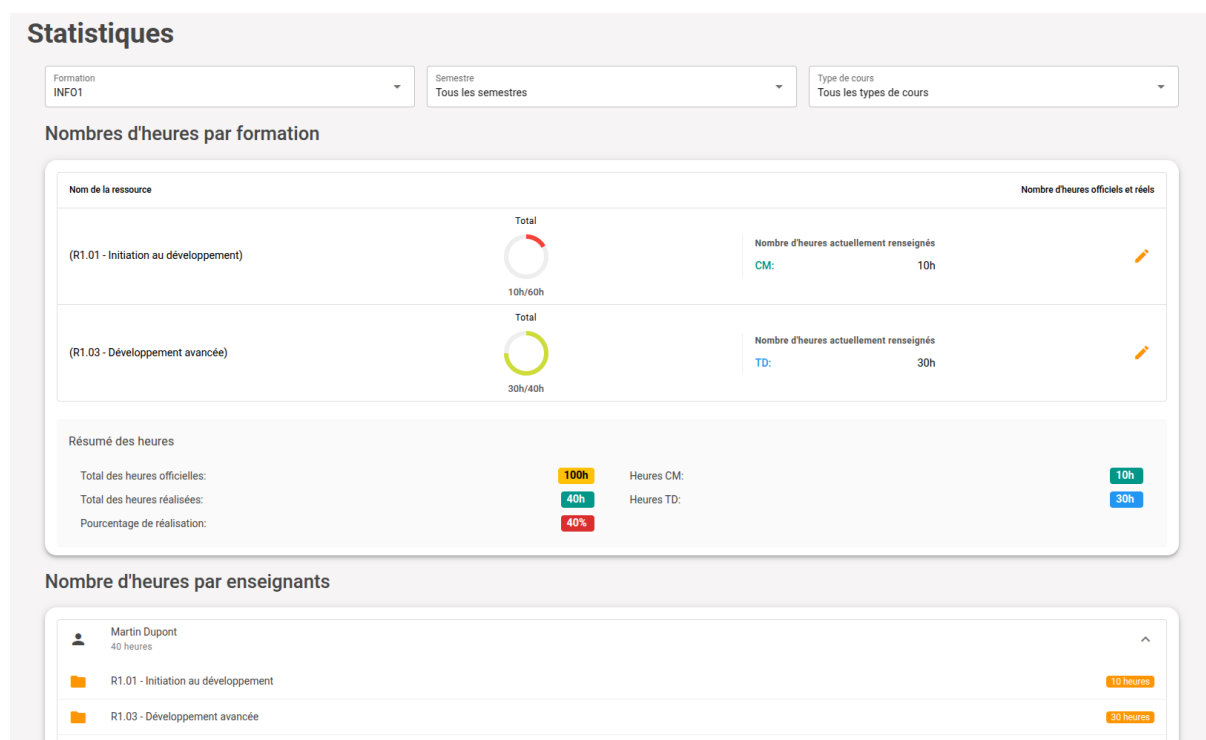 Statistiques
Formation
INFO1
Semestre
Tous les semestres
Type de cours
Tous les types de cours
Nombres d'heures par formation
Nom de la ressource
Nombre d'heures officiels et réels
(R1.01 - Initiation au développement)
Total
10h/60h
Nombre d'heures actuellement renseignés
CM: 10h
(R1.03 - Développement avancée)
Total
30h/40h
Nombre d'heures actuellement renseignés
TD: 30h
Résumé des heures
Total des heures officielles: 100h
Heures CM: 10h
Total des heures réalisées: 40h
Heures TD: 30h
Pourcentage de réalisation: 40%
Nombre d'heures par enseignants
Martin Dupont
40 heures
R1.01 - Initiation au développement 10 heures
R1.03 - Développement avancée 30 heures